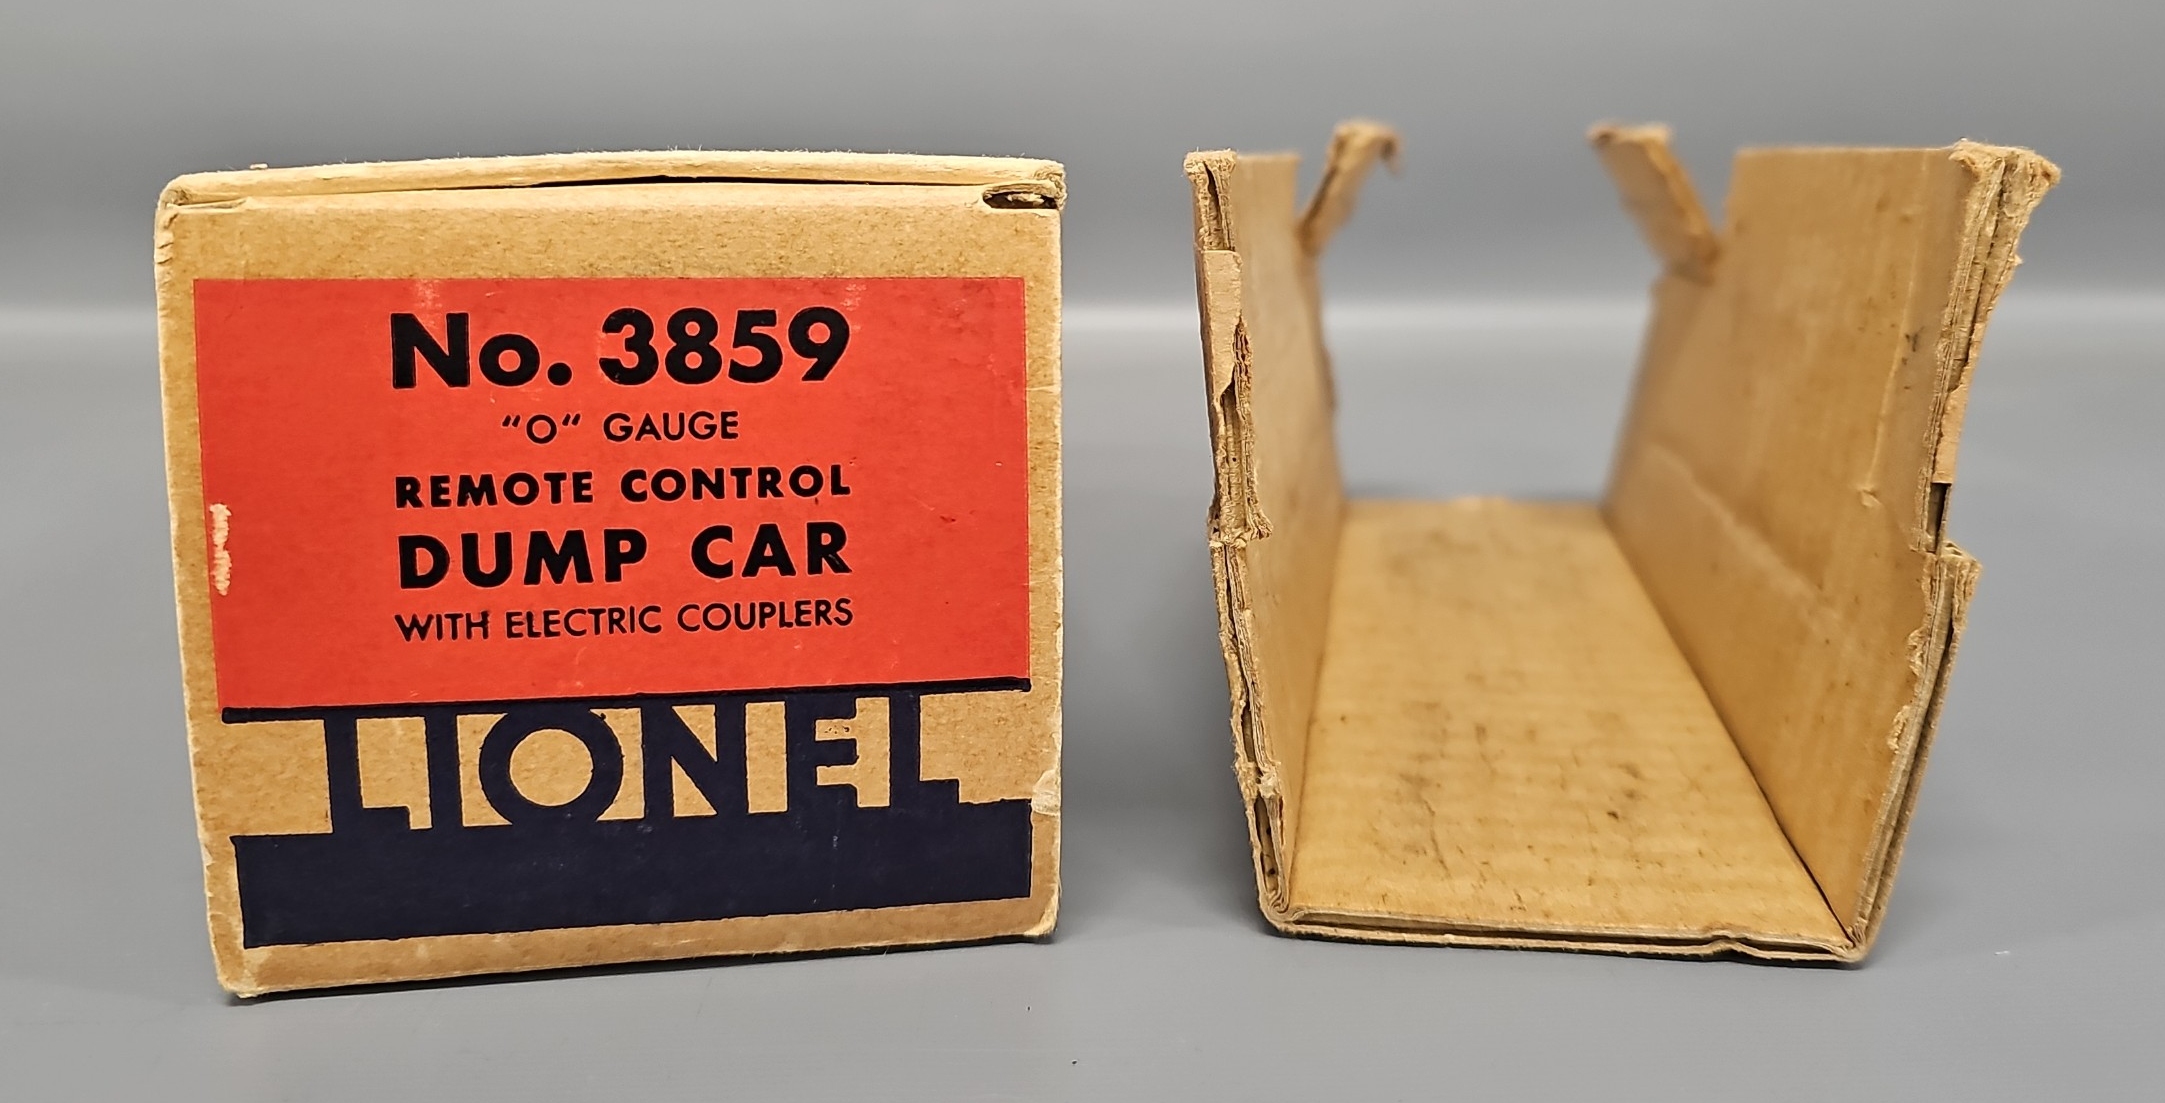 No. 3859
"O" GAUGE
REMOTE CONTROL
DUMP CAR
WITH ELECTRIC COUPLERS
LIONEL